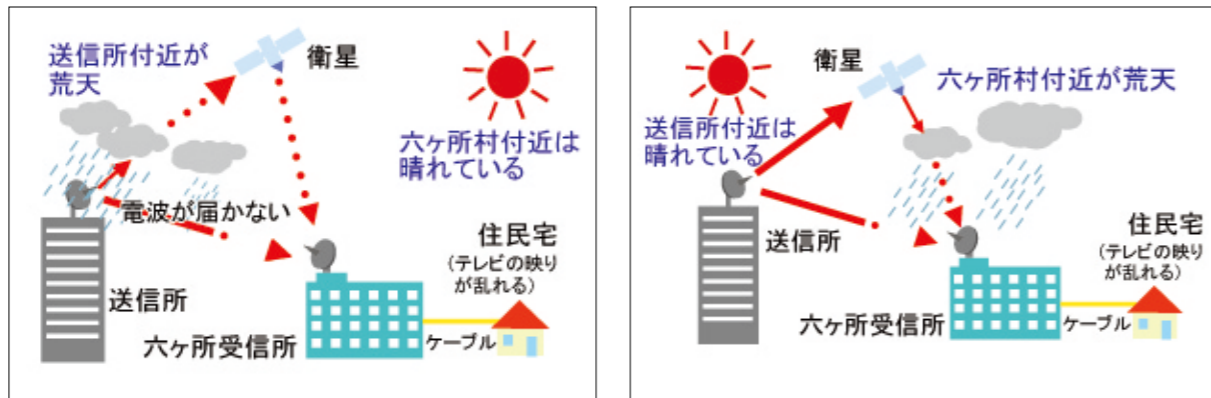 送信所付近が
荒天
衛星
六ヶ所村付近は
晴れている
電波が届かない
送信所
住民宅
(テレビの映り
が乱れる)
六ヶ所受信所
ケーブル
衛星
六ヶ所村付近が荒天
送信所付近は
晴れている
送信所
住民宅
(テレビの映り
が乱れる)
六ヶ所受信所
ケーブル